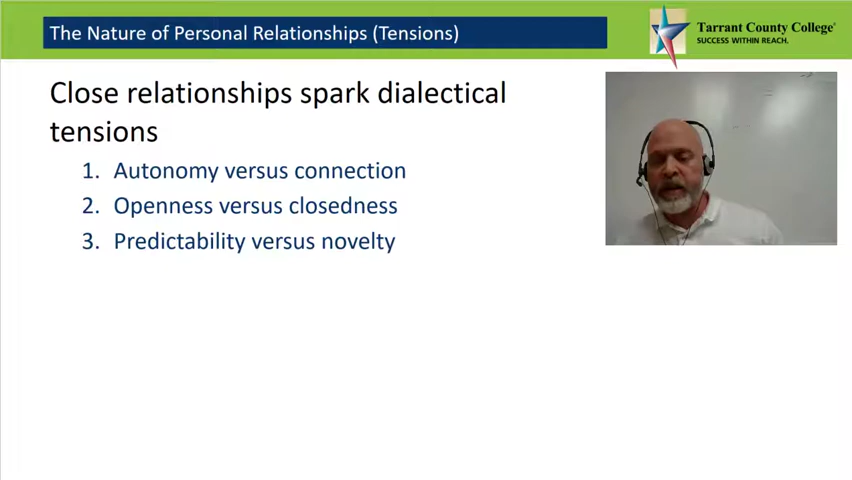 The Nature of Personal Relationships (Tensions)
Tarrant County College®
SUCCESS WITHIN REACH.
Close relationships spark dialectical
tensions
1. Autonomy versus connection
2. Openness versus closedness
3. Predictability versus novelty